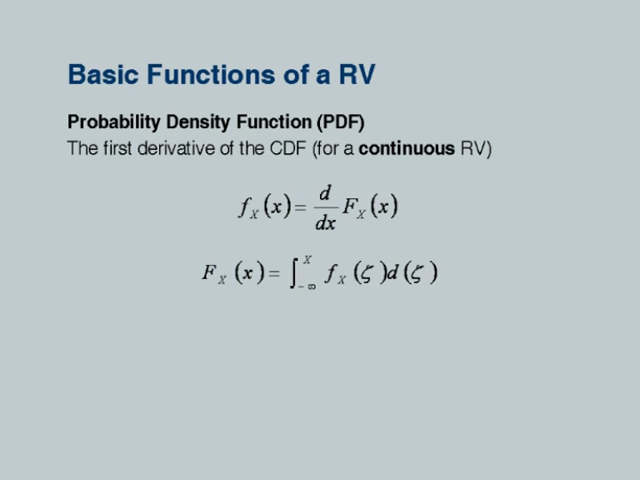 Basic Functions of a RV
Probability Density Function (PDF)
The first derivative of the CDF (for a continuous RV)
f_X(x) = d/dx F_X(x)
F_X(x) = ∫_{-∞}^{X} f_X(ζ)d(ζ)